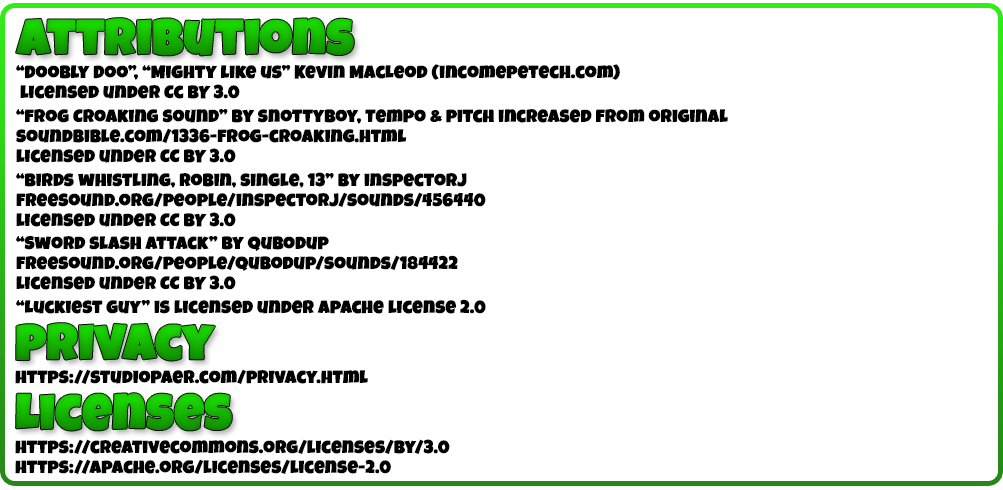 Attributions
“Doobly Doo”, “Mighty Like Us” Kevin MacLeod (incomepetech.com)
Licensed under CC BY 3.0
“Frog Croaking Sound” by Snottyboy, Tempo & Pitch increased from original
soundbible.com/1336-Frog-Croaking.html
Licensed under CC BY 3.0
“Birds Whistling, Robin, Single, 13” by InspectorJ
freesound.org/people/InspectorJ/sounds/456440
Licensed under CC BY 3.0
“Sword Slash Attack” by qubodup
freesound.org/people/qubodup/sounds/184422
Licensed under CC BY 3.0
“Luckiest Guy” is licensed under Apache License 2.0
Privacy
https://studiopaer.com/privacy.html
Licenses
https://creativecommons.org/licenses/by/3.0
https://apache.org/licenses/license-2.0